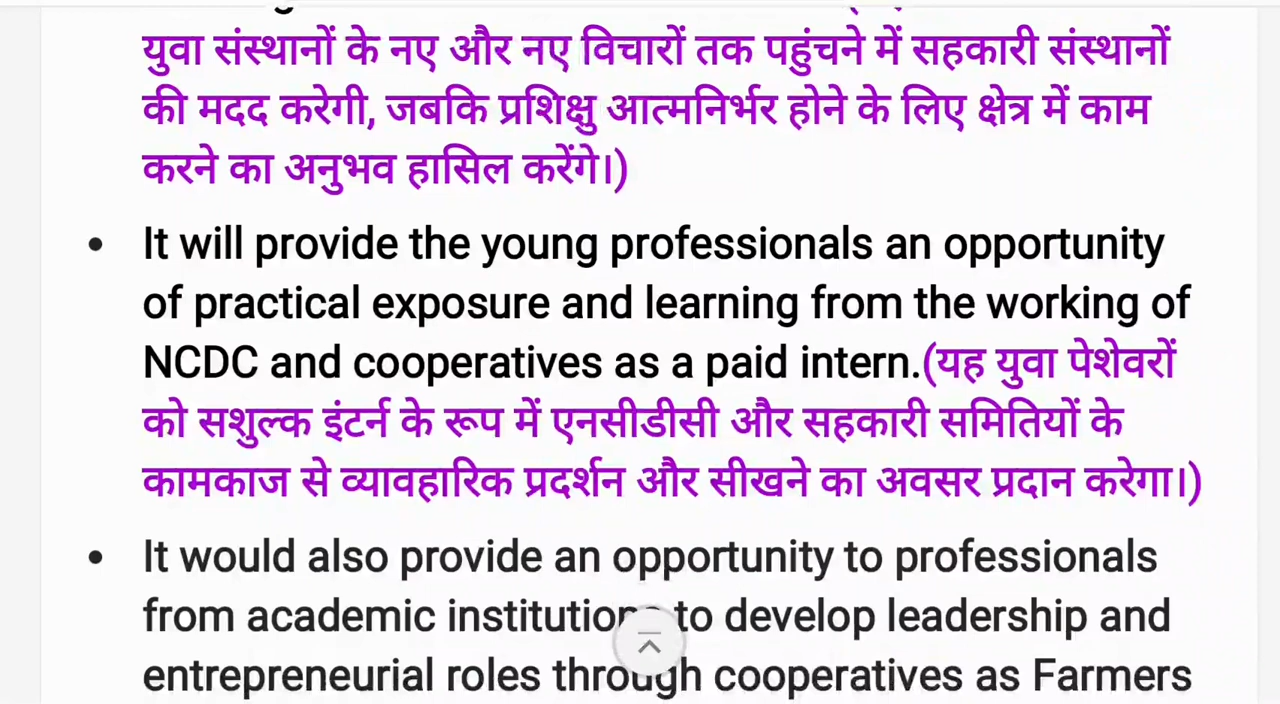 युवा संस्थानों के नए और नए विचारों तक पहुंचने में सहकारी संस्थानों
की मदद करेगी, जबकि प्रशिक्षु आत्मनिर्भर होने के लिए क्षेत्र में काम
करने का अनुभव हासिल करेंगे।)
• It will provide the young professionals an opportunity
of practical exposure and learning from the working of
NCDC and cooperatives as a paid intern.(यह युवा पेशेवरों
को सशुल्क इंटर्न के रूप में एनसीडीसी और सहकारी समितियों के
कामकाज से व्यावहारिक प्रदर्शन और सीखने का अवसर प्रदान करेगा।)
• It would also provide an opportunity to professionals
from academic institutions to develop leadership and
entrepreneurial roles through cooperatives as Farmers